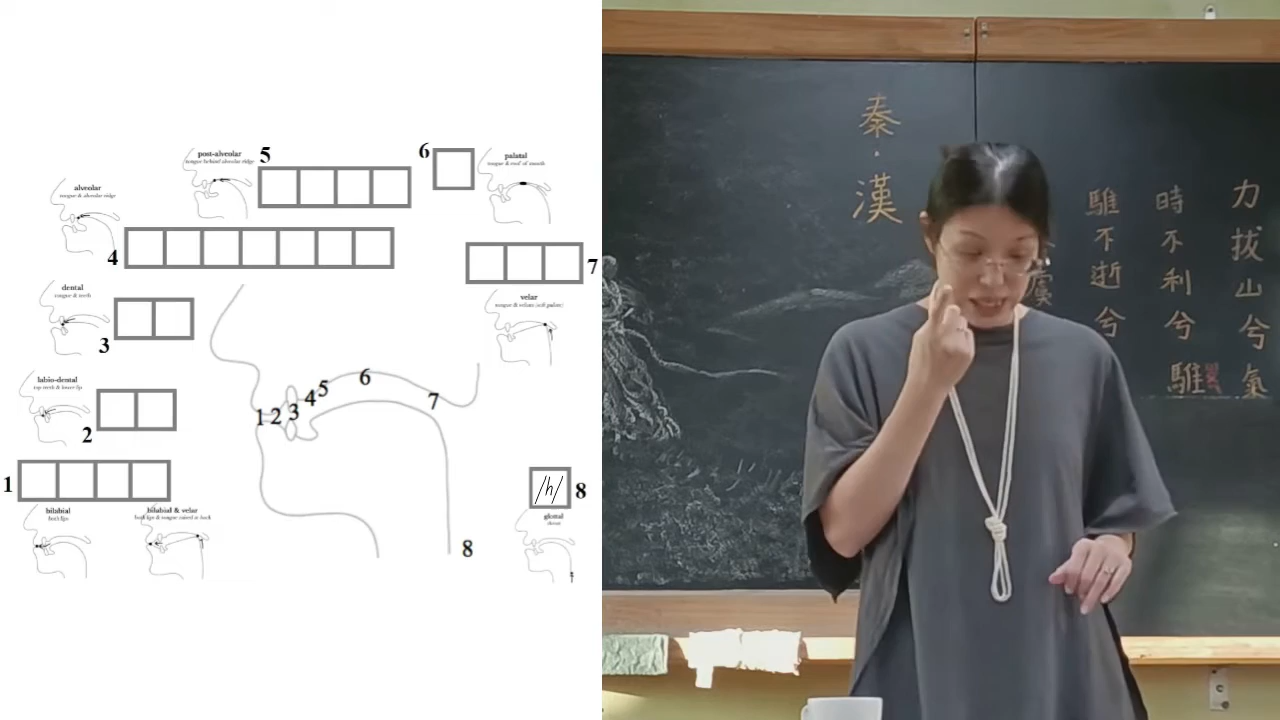 post-alveolar
tongue behind alveolar ridge
5
6
palatal
tongue & roof of mouth
alveolar
tongue & alveolar ridge
4
7
dental
tongue & teeth
3
velar
tongue & velum (soft palate)
labio-dental
top teeth & lower lip
2
1 2 3 4 5 6 7
8
1
bilabial
both lips
bilabial & velar
both lips & tongue raised at back
/h/ 8
glottal
throat
秦·漢
力拔山兮氣
時不利兮騅
騅不逝兮
虞